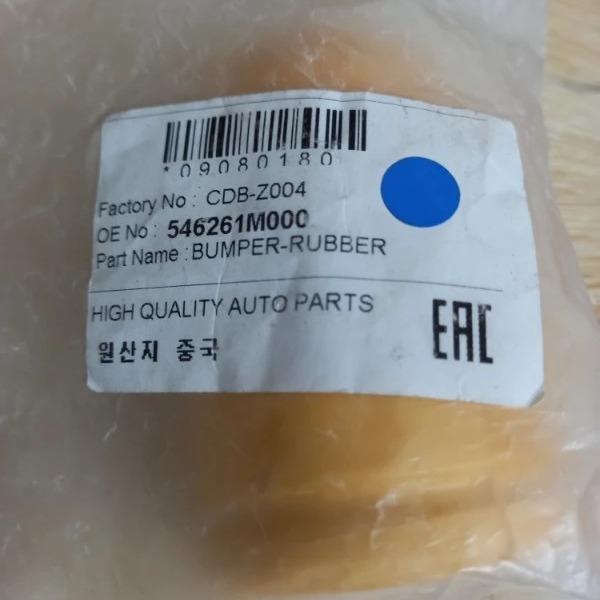 *09080180
Factory No : CDB-Z004
OE No : 546261M000
Part Name : BUMPER-RUBBER
HIGH QUALITY AUTO PARTS
원산지 중국
EAC